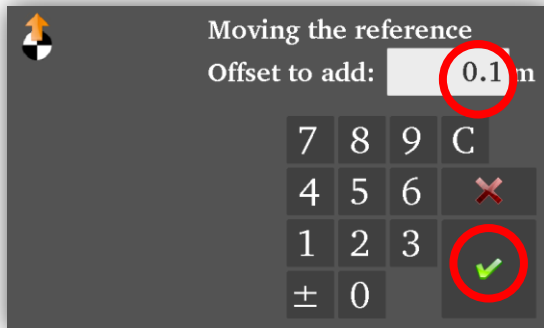 Moving the reference
Offset to add: 0.1 m
7 8 9 C
4 5 6
1 2 3
± 0